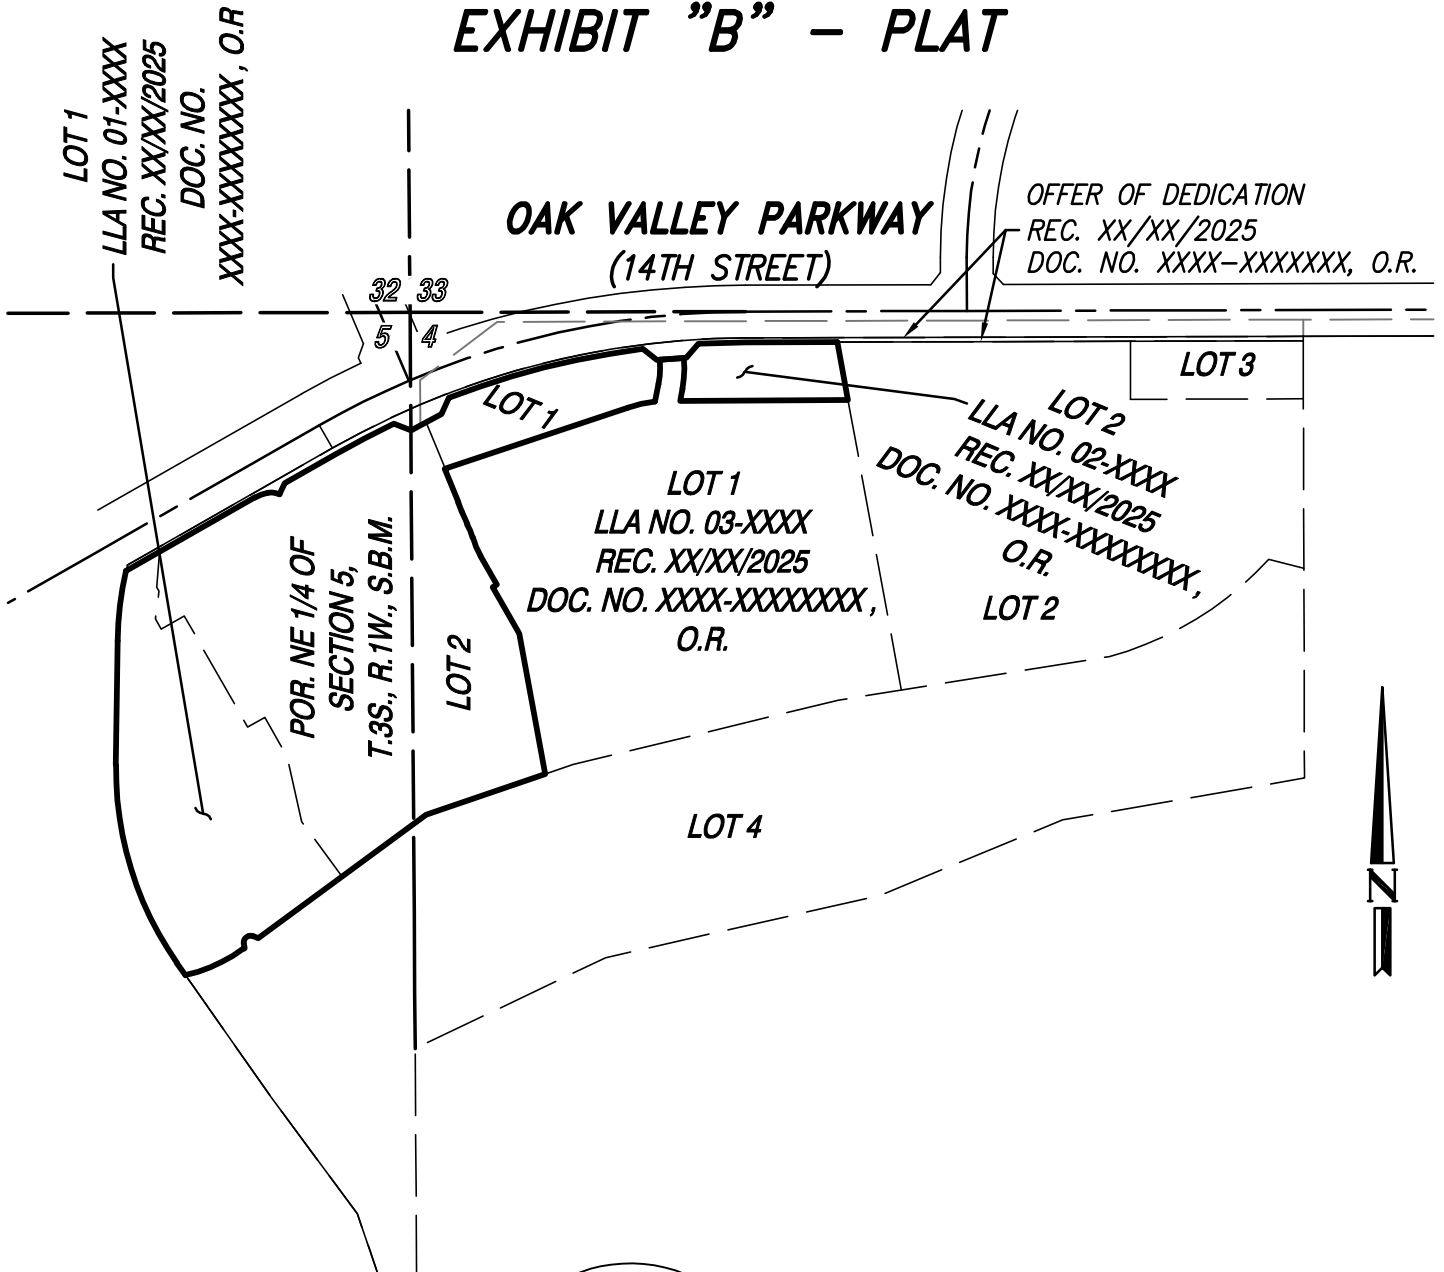 EXHIBIT "B" – PLAT
LOT 1
LLA NO. 01-XXXX
REC. XX/XX/2025
DOC. NO.
XXXX-XXXXXXXX, O.R
OAK VALLEY PARKWAY
(14TH STREET)
OFFER OF DEDICATION
REC. XX/XX/2025
DOC. NO. XXXX-XXXXXXX, O.R.
32 33
5 4
LOT 1
LOT 3
LOT 2
LLA NO. 02-XXXX
REC. XX/XX/2025
DOC. NO. XXXX-XXXXXXXX,
O.R.
LOT 1
LLA NO. 03-XXXX
REC. XX/XX/2025
DOC. NO. XXXX-XXXXXXXX,
O.R.
LOT 2
POR. NE 1/4 OF
SECTION 5,
T.3S., R.1W., S.B.M.
LOT 2
LOT 4
N